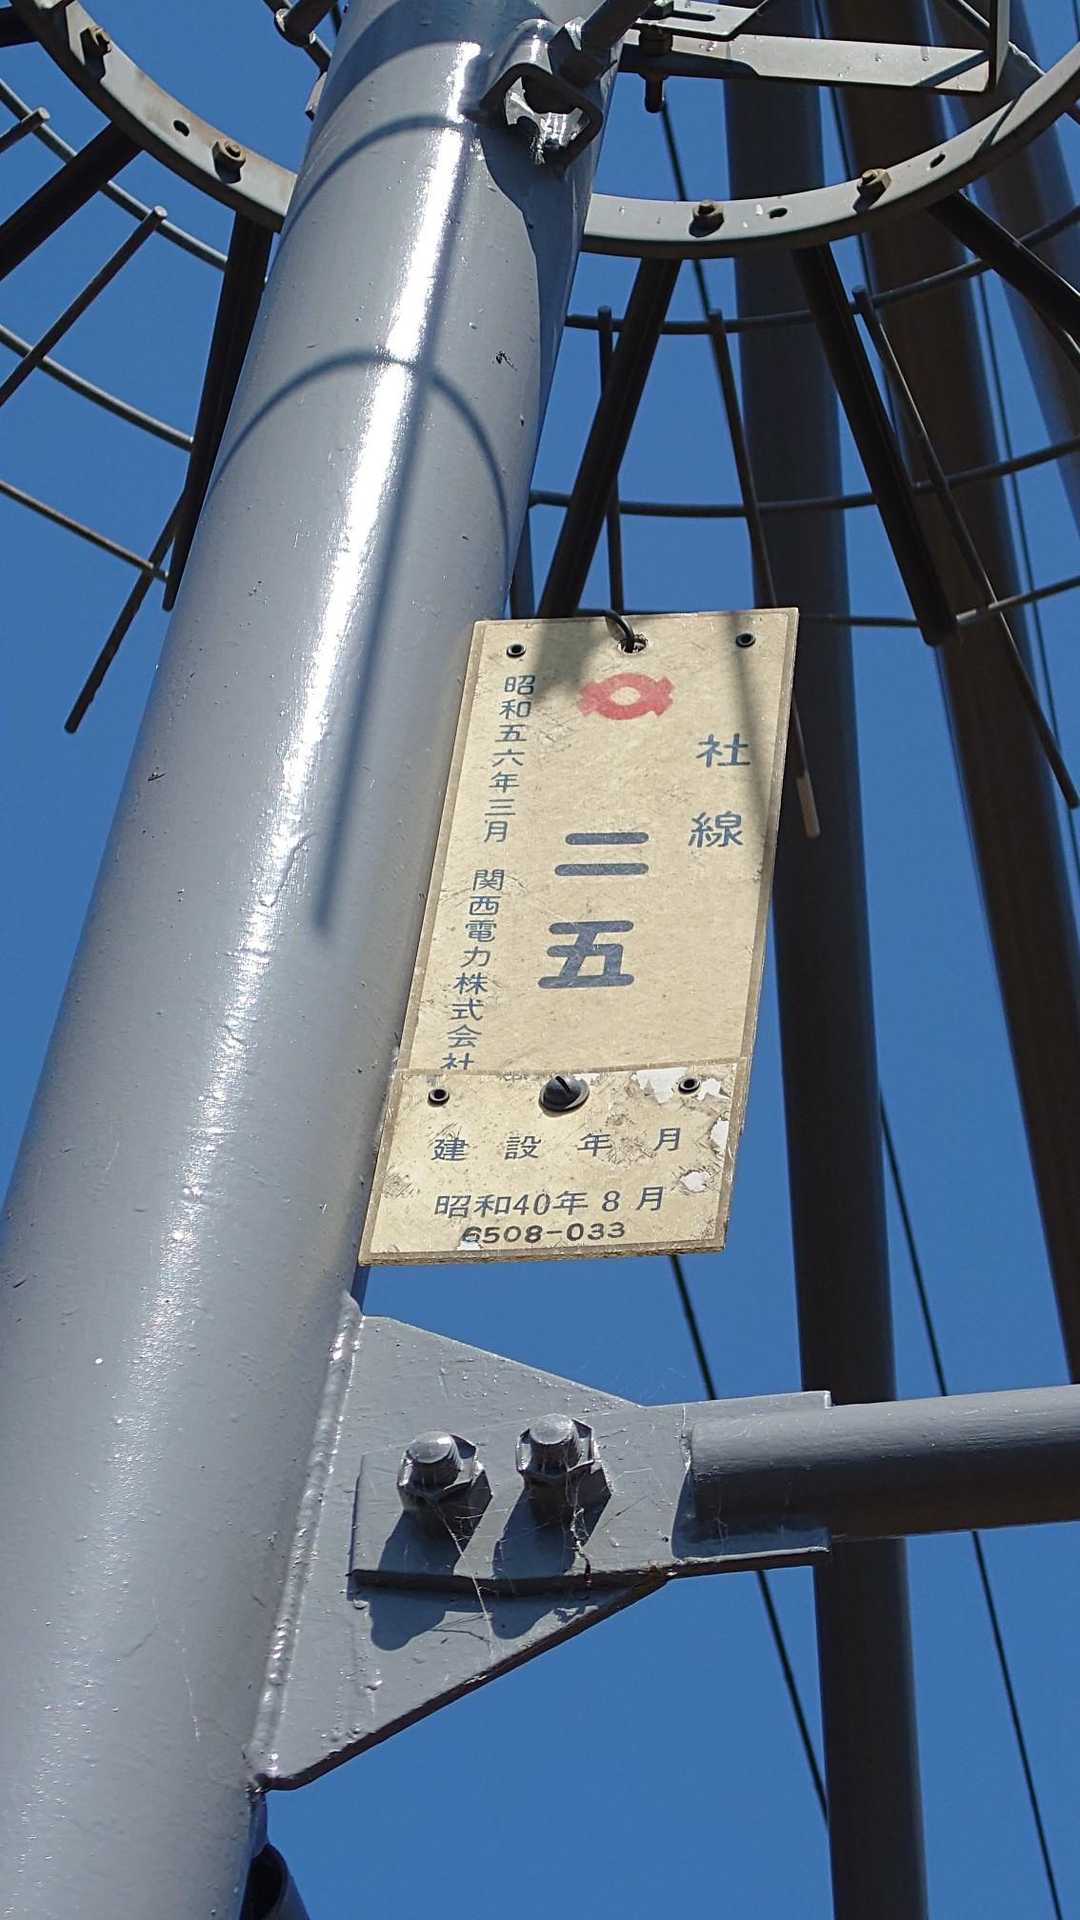 社線
二五
昭和五六年三月 関西電力株式会社
建設年月
昭和40年8月
6508-033